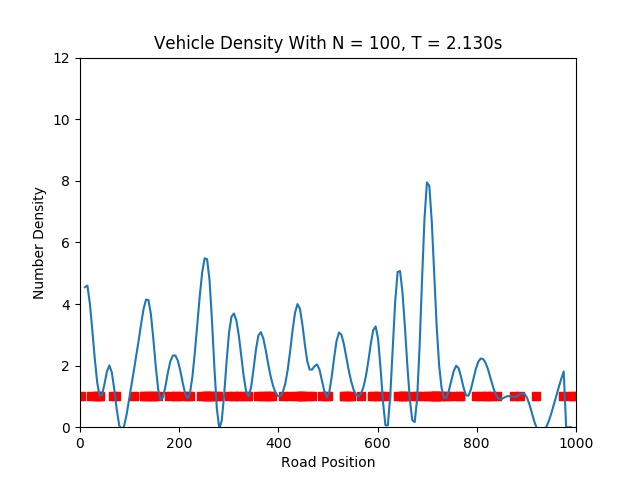 Vehicle Density With N = 100, T = 2.130s
12
10
8
6
4
2
0
Number Density
0 200 400 600 800 1000
Road Position